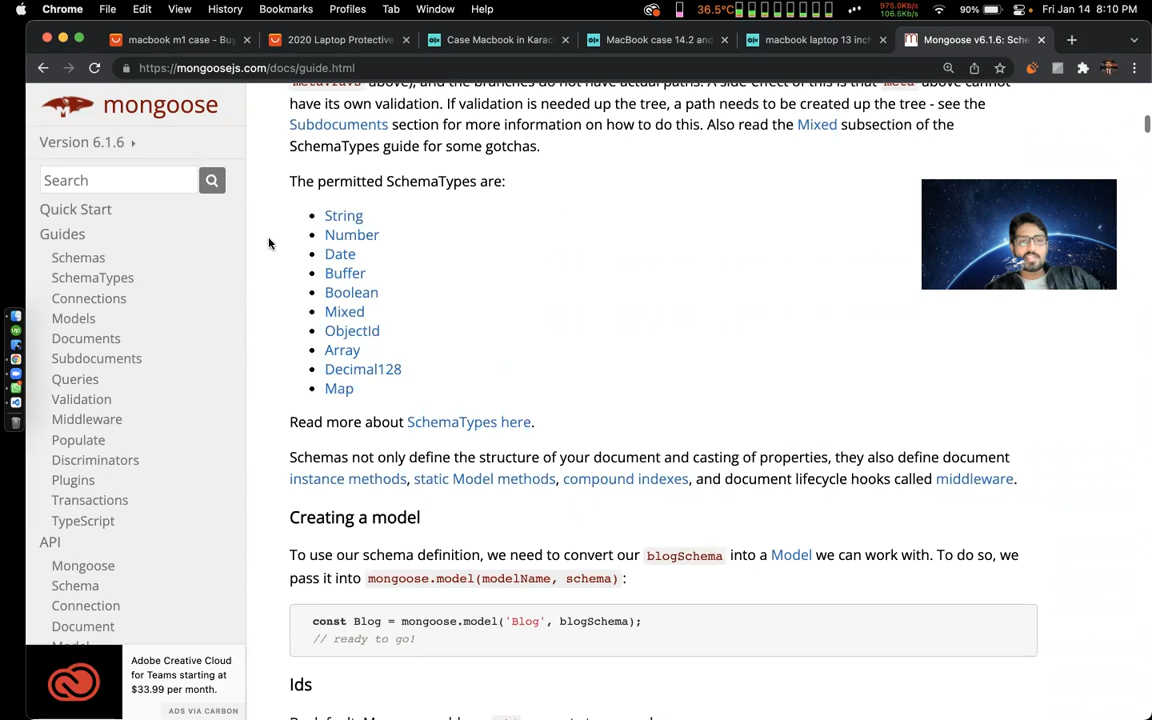 Chrome File Edit View History Bookmarks Profiles Tab Window Help
36.5°C 975.0Kb/s 106.5Kb/s 90% Fri Jan 14 8:10 PM
macbook m1 case - Buy 2020 Laptop Protective Case Macbook in Karac MacBook case 14.2 and macbook laptop 13 inch Mongoose v6.1.6: Sche
https://mongoosejs.com/docs/guide.html
mongoose
Version 6.1.6
Search
Quick Start
Guides
Schemas
SchemaTypes
Connections
Models
Documents
Subdocuments
Queries
Validation
Middleware
Populate
Discriminators
Plugins
Transactions
TypeScript
API
Mongoose
Schema
Connection
Document
Adobe Creative Cloud
for Teams starting at
$33.99 per month.
ADS VIA CARBON
have its own validation. If validation is needed up the tree, a path needs to be created up the tree - see the
Subdocuments section for more information on how to do this. Also read the Mixed subsection of the
SchemaTypes guide for some gotchas.
The permitted SchemaTypes are:
• String
• Number
• Date
• Buffer
• Boolean
• Mixed
• ObjectId
• Array
• Decimal128
• Map
Read more about SchemaTypes here.
Schemas not only define the structure of your document and casting of properties, they also define document
instance methods, static Model methods, compound indexes, and document lifecycle hooks called middleware.
Creating a model
To use our schema definition, we need to convert our blogSchema into a Model we can work with. To do so, we
pass it into mongoose.model(modelName, schema) :
const Blog = mongoose.model('Blog', blogSchema);
// ready to go!
Ids